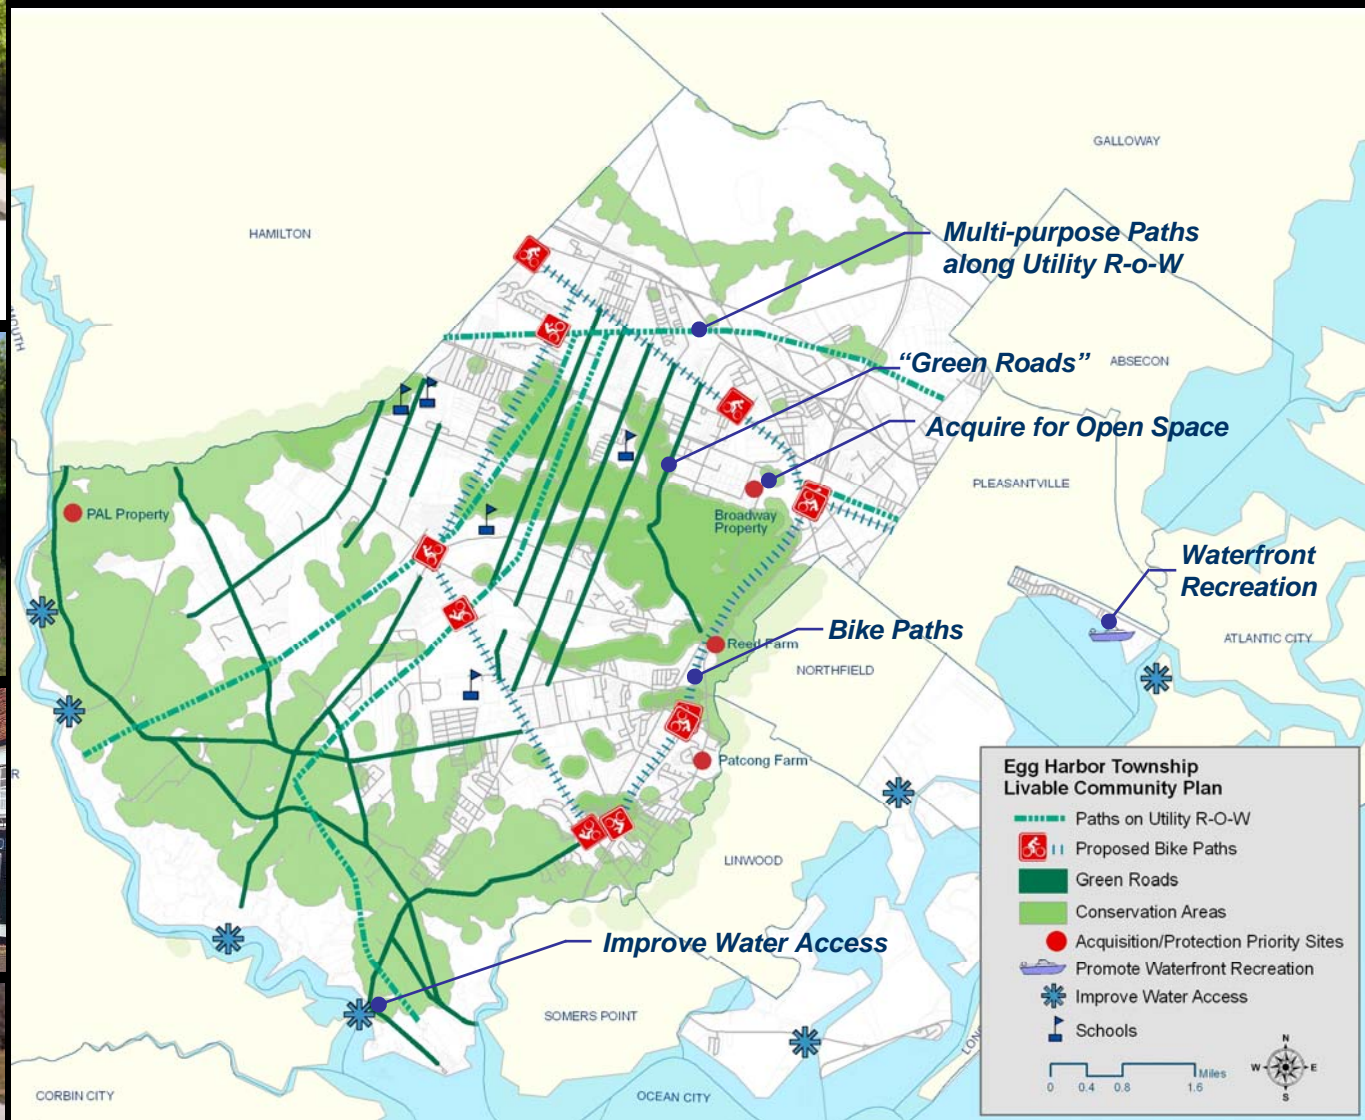 GALLOWAY
HAMILTON
Multi-purpose Paths
along Utility R-o-W
MOUTH
"Green Roads"
ABSECON
Acquire for Open Space
PLEASANTVILLE
PAL Property
Broadway
Property
Waterfront
Recreation
Bike Paths
Reed Farm
ATLANTIC CITY
NORTHFIELD
R
Patcong Farm
LINWOOD
Improve Water Access
SOMERS POINT
CORBIN CITY
OCEAN CITY
LONG
Egg Harbor Township
Livable Community Plan
Paths on Utility R-O-W
Proposed Bike Paths
Green Roads
Conservation Areas
Acquisition/Protection Priority Sites
Promote Waterfront Recreation
Improve Water Access
Schools
0 0.4 0.8 1.6 Miles
N
W E
S